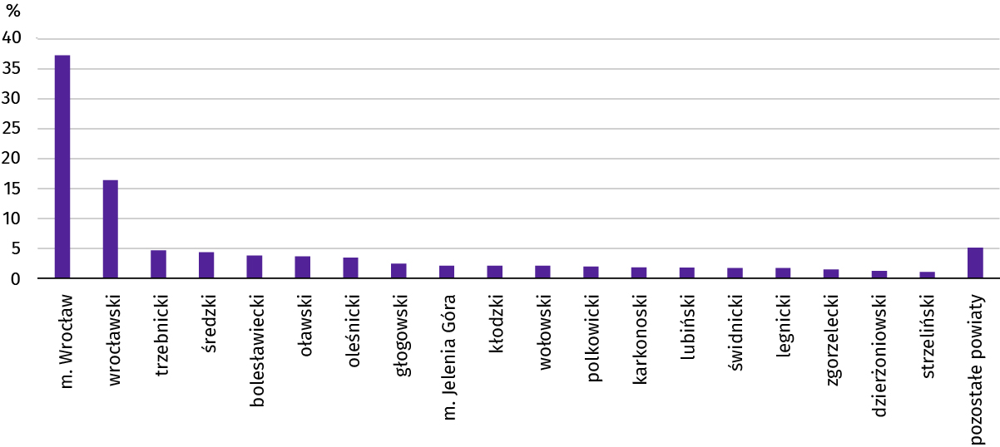 %
40
35
30
25
20
15
10
5
0
m. Wrocław
wrocławski
trzebnicki
średzki
bolesławiecki
oławski
oleśnicki
głogowski
m. Jelenia Góra
kłodzki
wołowski
polkowicki
karkonoski
lubiński
świdnicki
legnicki
zgorzelecki
dzierżoniowski
strzeliński
pozostałe powiaty